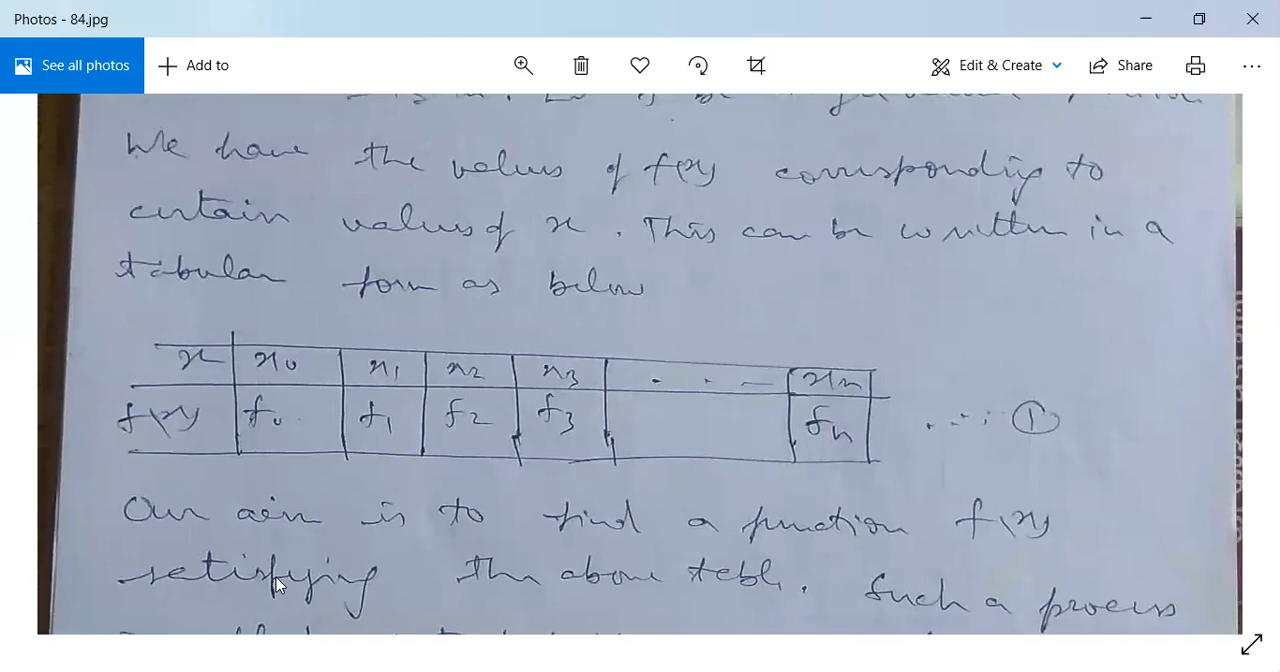 Photos - 84.jpg
See all photos
Add to
Edit & Create
Share
We have the values of f(x) corresponding to
certain values of x. This can be written in a
tabular form as below
x x0 x1 x2 x3 . . — xn
f(x) f0 f1 f2 f3 fn ..... ①
Our aim is to find a function f(x)
satisfying the above table. Such a process